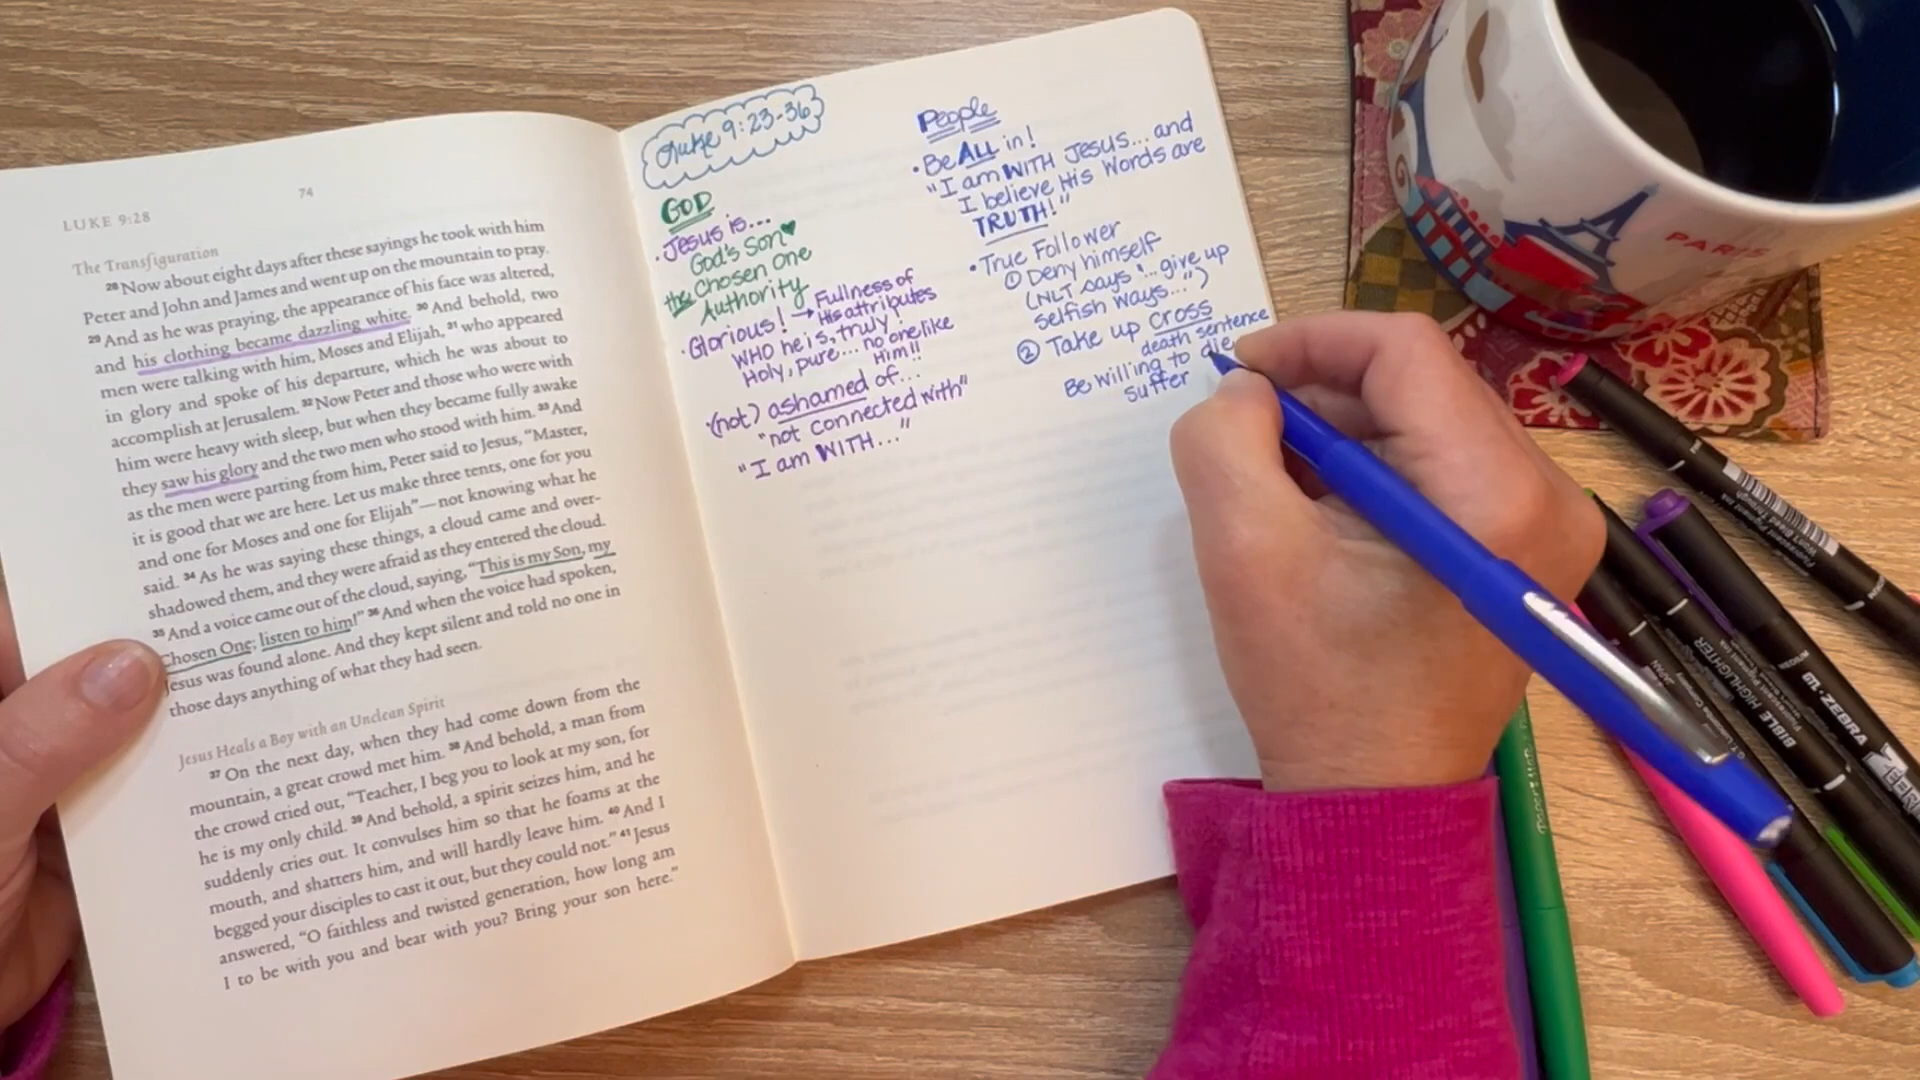 LUKE 9:28
74
The Transfiguration
28 Now about eight days after these sayings he took with him
Peter and John and James and went up on the mountain to pray.
29 And as he was praying, the appearance of his face was altered,
and his clothing became dazzling white. 30 And behold, two
men were talking with him, Moses and Elijah, 31 who appeared
in glory and spoke of his departure, which he was about to
accomplish at Jerusalem. 32 Now Peter and those who were with
him were heavy with sleep, but when they became fully awake
they saw his glory and the two men who stood with him. 33 And
as the men were parting from him, Peter said to Jesus, “Master,
it is good that we are here. Let us make three tents, one for you
and one for Moses and one for Elijah”—not knowing what he
said. 34 As he was saying these things, a cloud came and over-
shadowed them, and they were afraid as they entered the cloud.
35 And a voice came out of the cloud, saying, “This is my Son, my
Chosen One; listen to him!” 36 And when the voice had spoken,
Jesus was found alone. And they kept silent and told no one in
those days anything of what they had seen.
Jesus Heals a Boy with an Unclean Spirit
37 On the next day, when they had come down from the
mountain, a great crowd met him. 38 And behold, a man from
the crowd cried out, “Teacher, I beg you to look at my son, for
he is my only child. 39 And behold, a spirit seizes him, and he
suddenly cries out. It convulses him so that he foams at the
mouth, and shatters him, and will hardly leave him. 40 And I
begged your disciples to cast it out, but they could not.” 41 Jesus
answered, “O faithless and twisted generation, how long am
I to be with you and bear with you? Bring your son here.”
Luke 9:23-36
GOD
• Jesus is...
God's Son
the Chosen One
Authority
• Glorious! → Fullness of
His attributes
WHO he is, truly!
Holy, pure... no one like
Him!!
• (not) ashamed of...
"not connected with"
"I am WITH..."
People
• Be ALL in!
"I am WITH Jesus... and
I believe His Words are
TRUTH!"
• True Follower
① Deny himself
(NLT says "...give up
selfish ways...")
② Take up cross
death sentence
Be willing to die
suffer
PARIS
BIBLE HIGHLIGHTER
ZEBRA